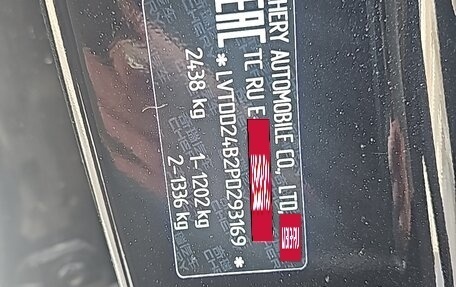 CHERY AUTOMOBILE CO., LTD.
EAC TC RU E
*LVTDD24B2PD293169*
2438 kg
1-1202 kg
2-1336 kg